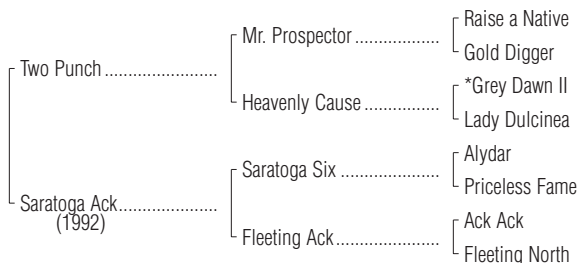 Raise a Native
Mr. Prospector ..................
Gold Digger
Two Punch ........................
*Grey Dawn II
Heavenly Cause ................
Lady Dulcinea
Alydar
Saratoga Six .....................
Priceless Fame
Saratoga Ack.....................
(1992)
Ack Ack
Fleeting Ack......................
Fleeting North